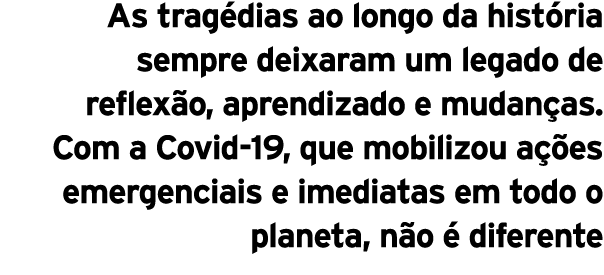 As tragédias ao longo da história
sempre deixaram um legado de
reflexão, aprendizado e mudanças.
Com a Covid-19, que mobilizou ações
emergenciais e imediatas em todo o
planeta, não é diferente